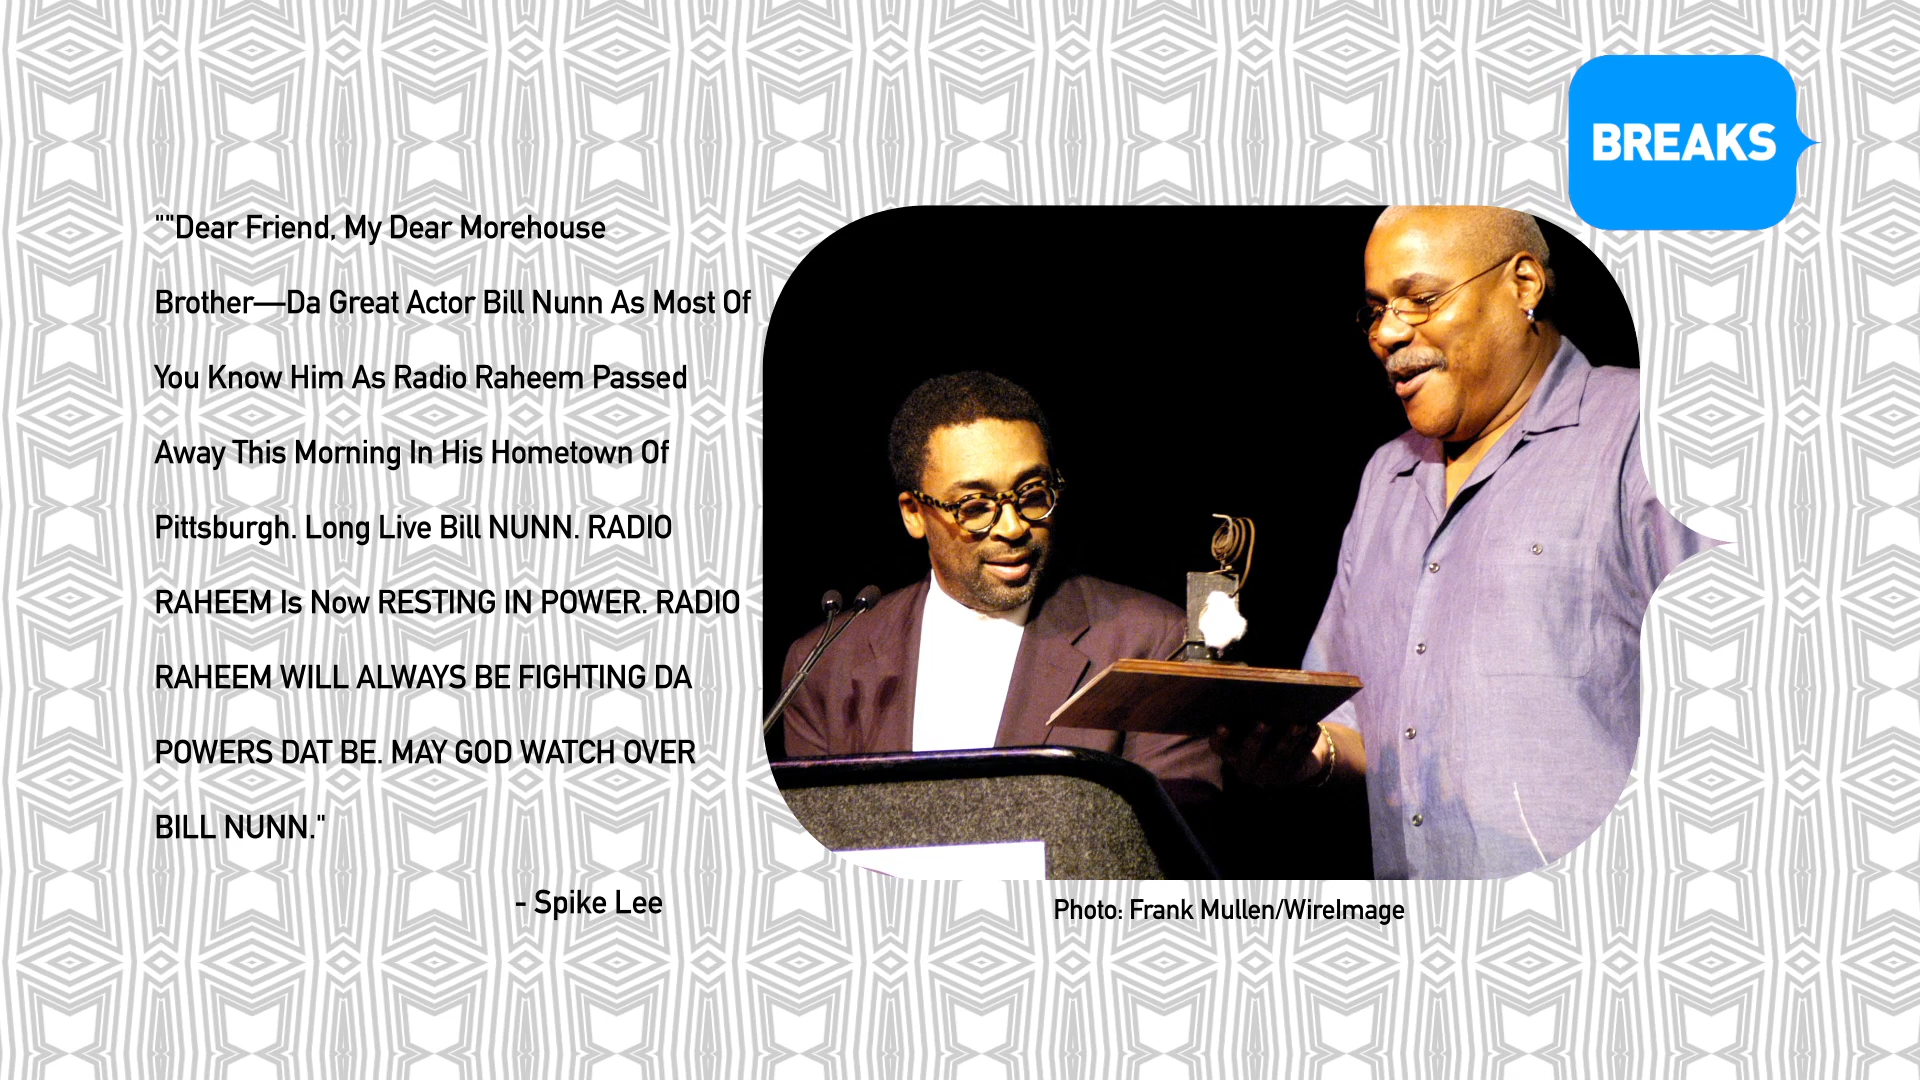 BREAKS
""Dear Friend, My Dear Morehouse
Brother—Da Great Actor Bill Nunn As Most Of
You Know Him As Radio Raheem Passed
Away This Morning In His Hometown Of
Pittsburgh. Long Live Bill NUNN. RADIO
RAHEEM Is Now RESTING IN POWER. RADIO
RAHEEM WILL ALWAYS BE FIGHTING DA
POWERS DAT BE. MAY GOD WATCH OVER
BILL NUNN."
- Spike Lee
Photo: Frank Mullen/WireImage